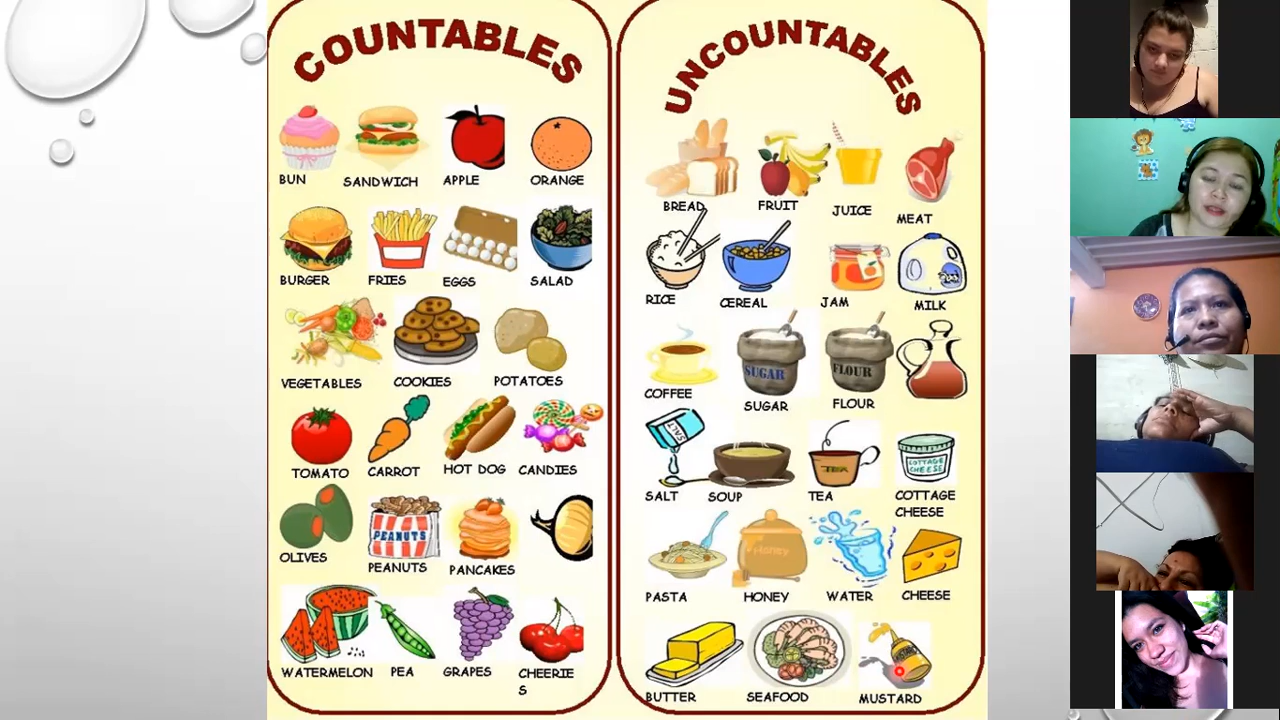 COUNTABLES
BUN SANDWICH APPLE ORANGE
BURGER FRIES EGGS SALAD
VEGETABLES COOKIES POTATOES
TOMATO CARROT HOT DOG CANDIES
OLIVES PEANUTS PANCAKES
PEANUTS
WATERMELON PEA GRAPES CHEERIE
S
UNCOUNTABLES
BREAD FRUIT JUICE MEAT
RICE CEREAL JAM MILK
SUGAR FLOUR
COFFEE SUGAR FLOUR
SALT TEA COTTAGE
CHEESE
SALT SOUP TEA COTTAGE
CHEESE
Honey
PASTA HONEY WATER CHEESE
BUTTER SEAFOOD MUSTARD